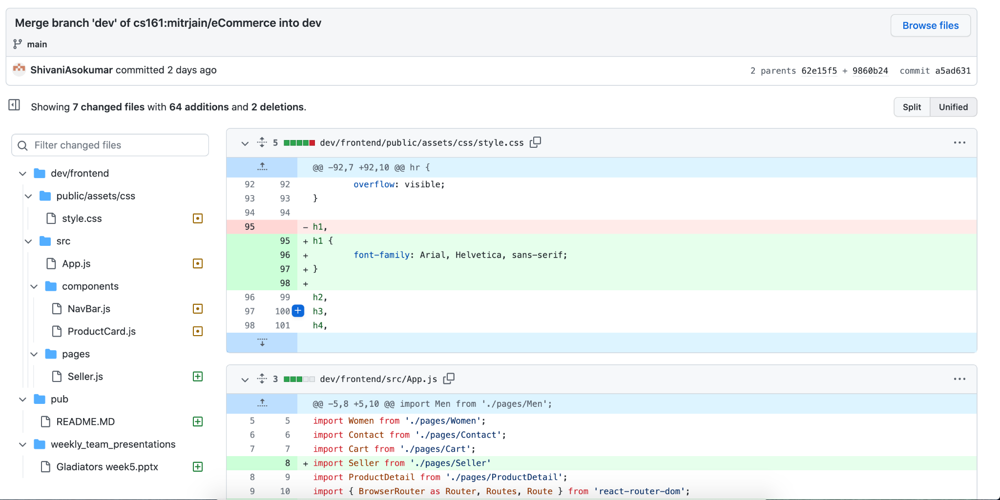 Merge branch 'dev' of cs161:mitrjain/eCommerce into dev
Browse files
main
ShivaniAsokumar committed 2 days ago
2 parents 62e15f5 + 9860b24 commit a5ad631
Showing 7 changed files with 64 additions and 2 deletions.
Split Unified
Filter changed files
dev/frontend
public/assets/css
style.css
src
App.js
components
NavBar.js
ProductCard.js
pages
Seller.js
pub
README.MD
weekly_team_presentations
Gladiators week5.pptx
5 dev/frontend/public/assets/css/style.css
@@ -92,7 +92,10 @@ hr {
92 92 overflow: visible;
93 93 }
94 94
95 - h1,
95 + h1 {
96 + font-family: Arial, Helvetica, sans-serif;
97 + }
98 +
96 99 h2,
97 100 h3,
98 101 h4,
3 dev/frontend/src/App.js
@@ -5,8 +5,10 @@ import Men from './pages/Men';
5 5 import Women from './pages/Women';
6 6 import Contact from './pages/Contact';
7 7 import Cart from './pages/Cart';
8 + import Seller from './pages/Seller'
8 9 import ProductDetail from './pages/ProductDetail';
9 10 import { BrowserRouter as Router, Routes, Route } from 'react-router-dom';